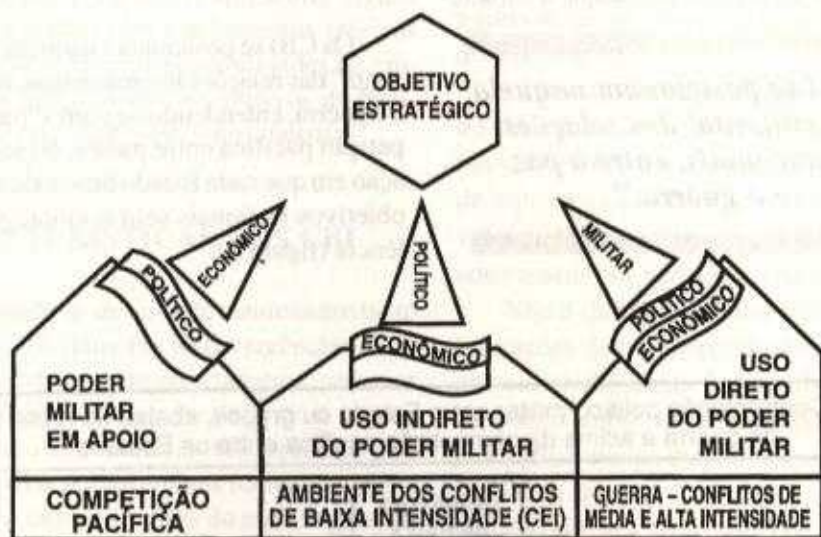 OBJETIVO
ESTRATÉGICO
ECONÔMICO
POLÍTICO
POLÍTICO
ECONÔMICO
MILITAR
POLÍTICO
ECONÔMICO
PODER
MILITAR
EM APOIO
USO INDIRETO
DO PODER MILITAR
USO
DIRETO
DO PODER
MILITAR
COMPETIÇÃO
PACÍFICA
AMBIENTE DOS CONFLITOS
DE BAIXA INTENSIDADE (CEI)
GUERRA – CONFLITOS DE
MÉDIA E ALTA INTENSIDADE